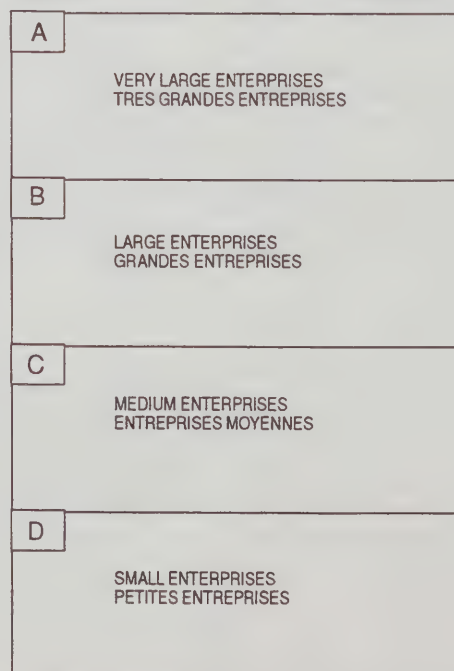 A
VERY LARGE ENTERPRISES
TRES GRANDES ENTREPRISES
B
LARGE ENTERPRISES
GRANDES ENTREPRISES
C
MEDIUM ENTERPRISES
ENTREPRISES MOYENNES
D
SMALL ENTERPRISES
PETITES ENTREPRISES